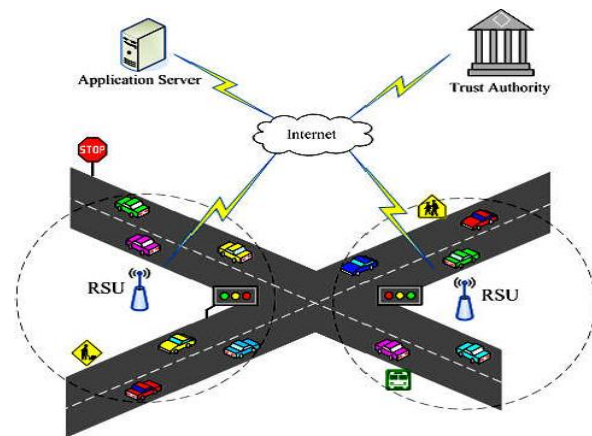 Application Server
Trust Authority
Internet
STOP
RSU
RSU